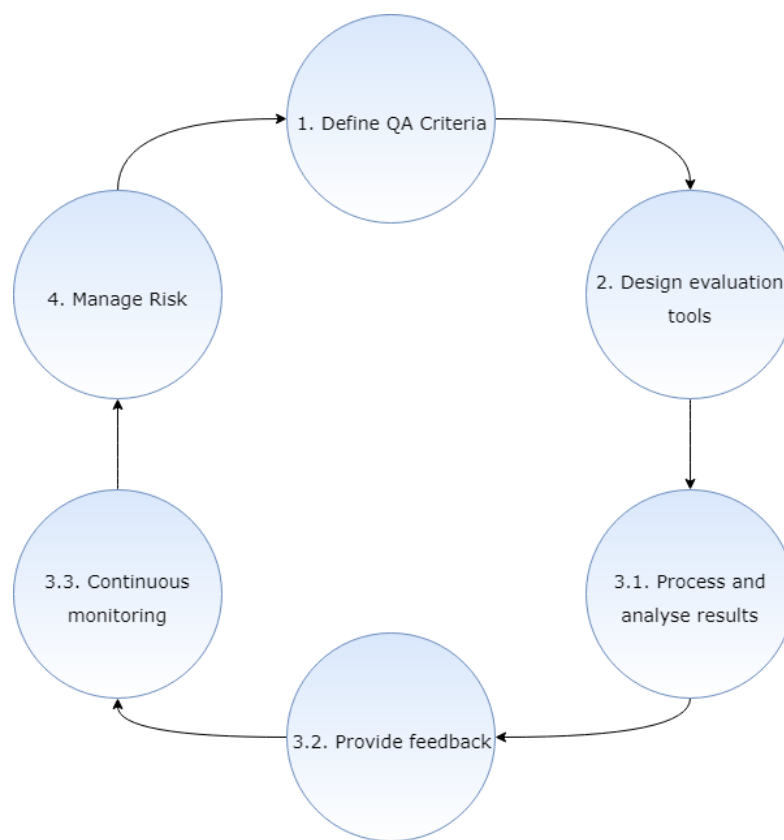 1. Define QA Criteria
2. Design evaluation
tools
3.1. Process and
analyse results
3.2. Provide feedback
3.3. Continuous
monitoring
4. Manage Risk